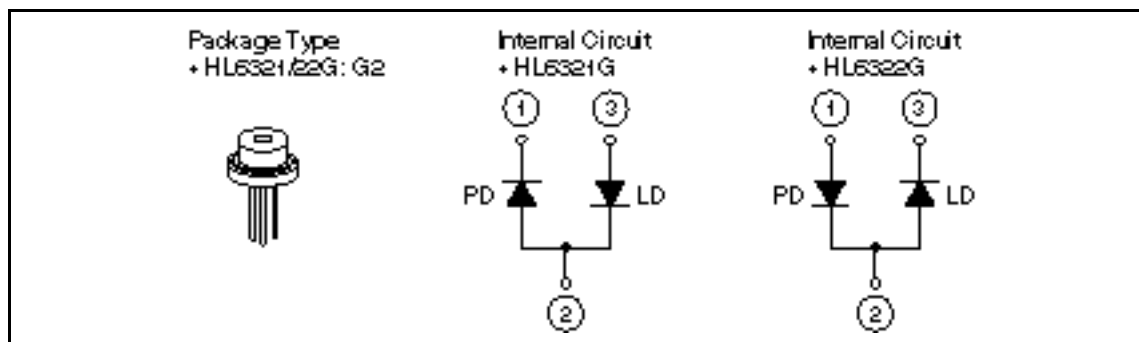 Package Type
• HL6321/22G: G2
Internal Circuit
• HL6321G
1
3
PD
LD
2
Internal Circuit
• HL6322G
1
3
PD
LD
2